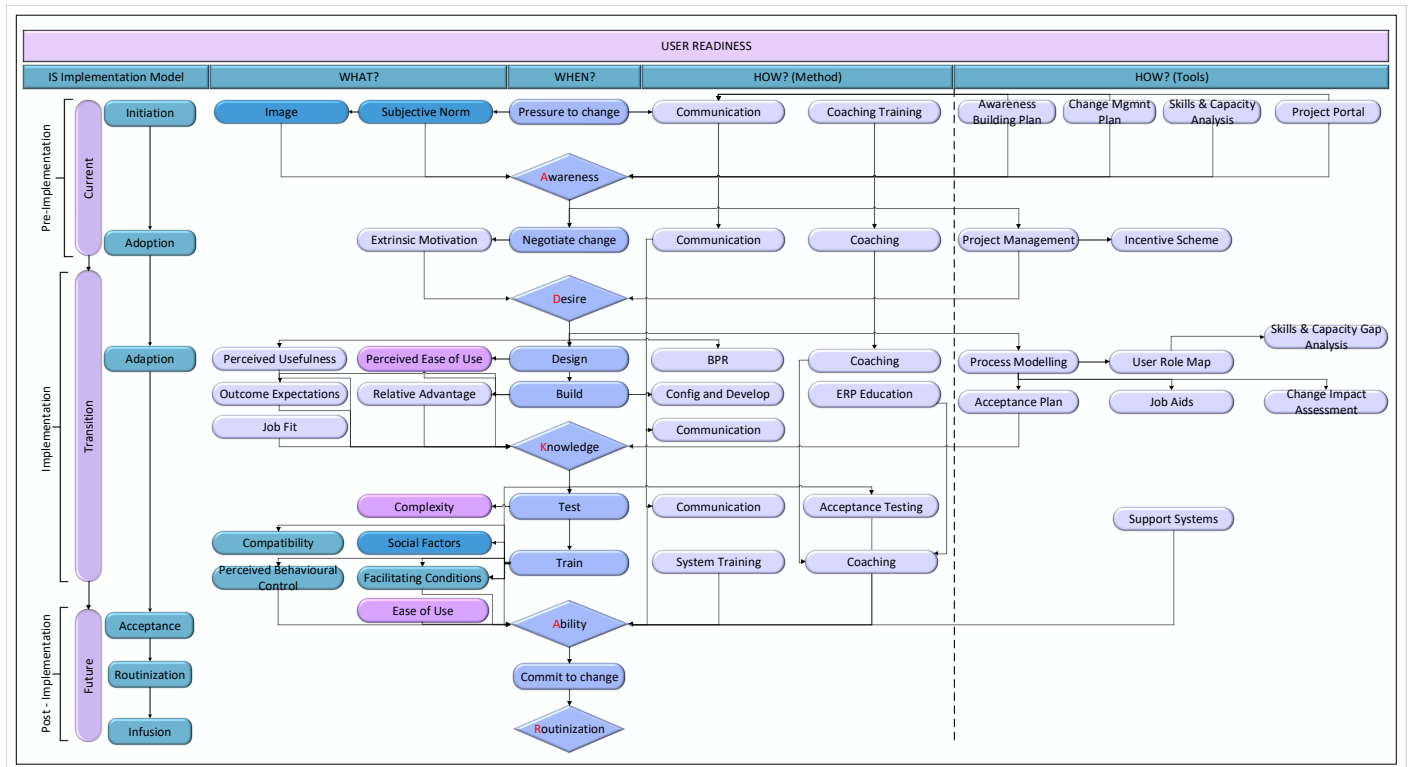 USER READINESS
IS Implementation Model
WHAT?
WHEN?
HOW? (Method)
HOW? (Tools)
Pre-Implementation
Current
Initiation
Image
Subjective Norm
Pressure to change
Communication
Coaching Training
Awareness
Building Plan
Change Mgmnt
Plan
Skills & Capacity
Analysis
Project Portal
Awareness
Adoption
Extrinsic Motivation
Negotiate change
Communication
Coaching
Project Management
Incentive Scheme
Desire
Implementation
Transition
Adaption
Perceived Usefulness
Perceived Ease of Use
Design
BPR
Coaching
Process Modelling
User Role Map
Skills & Capacity Gap
Analysis
Outcome Expectations
Relative Advantage
Build
Config and Develop
ERP Education
Acceptance Plan
Job Aids
Change Impact
Assessment
Job Fit
Communication
Knowledge
Complexity
Test
Communication
Acceptance Testing
Support Systems
Compatibility
Social Factors
Train
System Training
Coaching
Perceived Behavioural
Control
Facilitating Conditions
Ease of Use
Post - Implementation
Future
Acceptance
Ability
Routinization
Commit to change
Infusion
Routinization